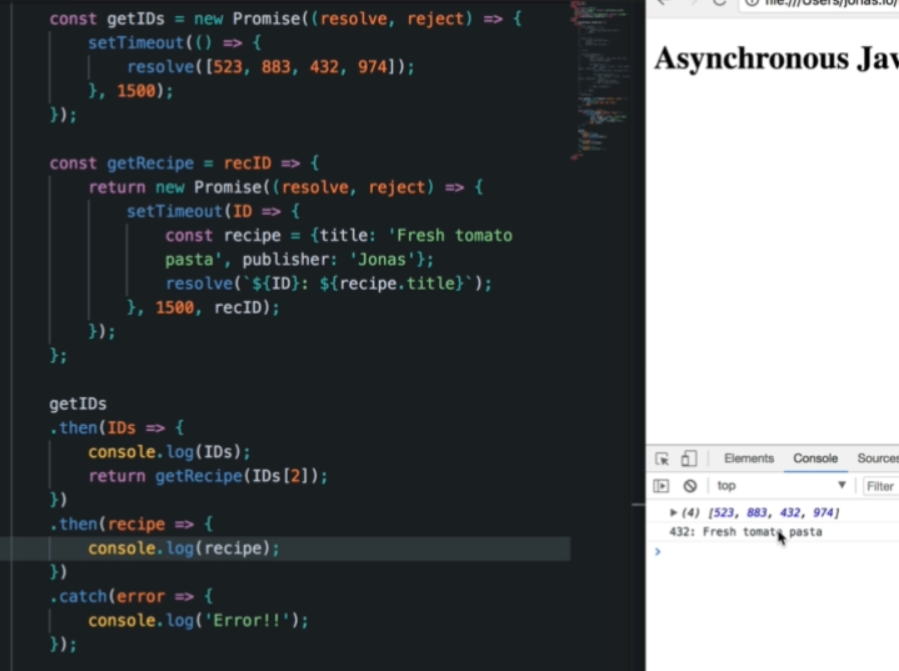 const getIDs = new Promise((resolve, reject) => {
setTimeout(() => {
resolve([523, 883, 432, 974]);
}, 1500);
});
const getRecipe = recID => {
return new Promise((resolve, reject) => {
setTimeout(ID => {
const recipe = {title: 'Fresh tomato
pasta', publisher: 'Jonas'};
resolve(`${ID}: ${recipe.title}`);
}, 1500, recID);
});
};
getIDs
.then(IDs => {
console.log(IDs);
return getRecipe(IDs[2]);
})
.then(recipe => {
console.log(recipe);
})
.catch(error => {
console.log('Error!!');
});
file:///Users/jonas.io/
Asynchronous Jav
Elements Console Sources
top Filter
(4) [523, 883, 432, 974]
432: Fresh tomato pasta